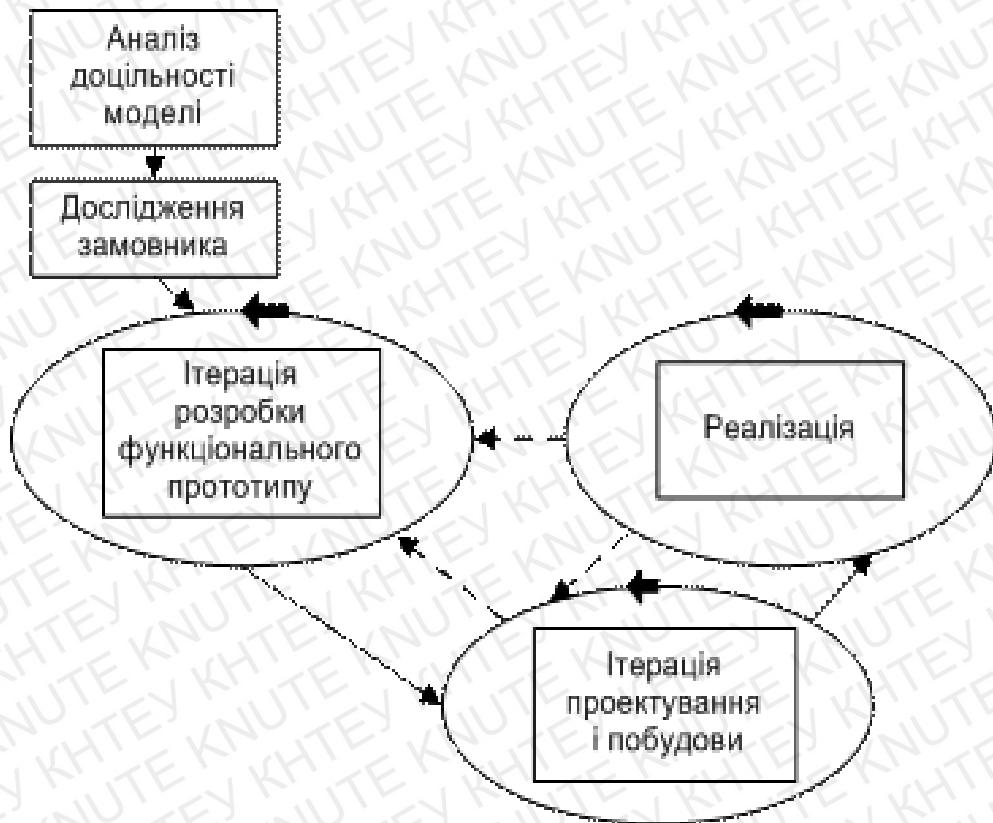 Аналіз
доцільності
моделі
Дослідження
замовника
Ітерація
розробки
функціонального
прототипу
Реалізація
Ітерація
проектування
і побудови